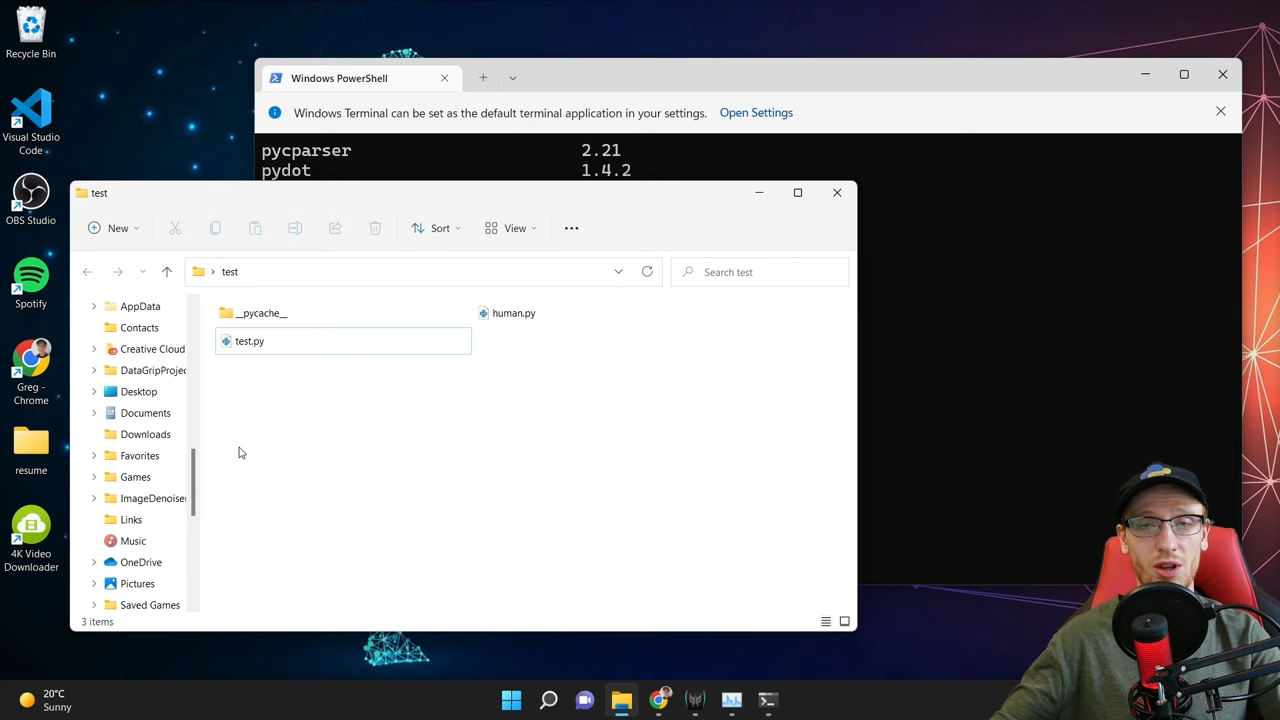 Recycle Bin
Visual Studio
Code
OBS Studio
Spotify
Greg -
Chrome
resume
4K Video
Downloader
Windows PowerShell
Windows Terminal can be set as the default terminal application in your settings. Open Settings
pycparser 2.21
pydot 1.4.2
test
New Sort View
test
Search test
AppData
Contacts
Creative Cloud
DataGripProjec
Desktop
Documents
Downloads
Favorites
Games
ImageDenoiser
Links
Music
OneDrive
Pictures
Saved Games
__pycache__
human.py
test.py
3 items
20°C
Sunny